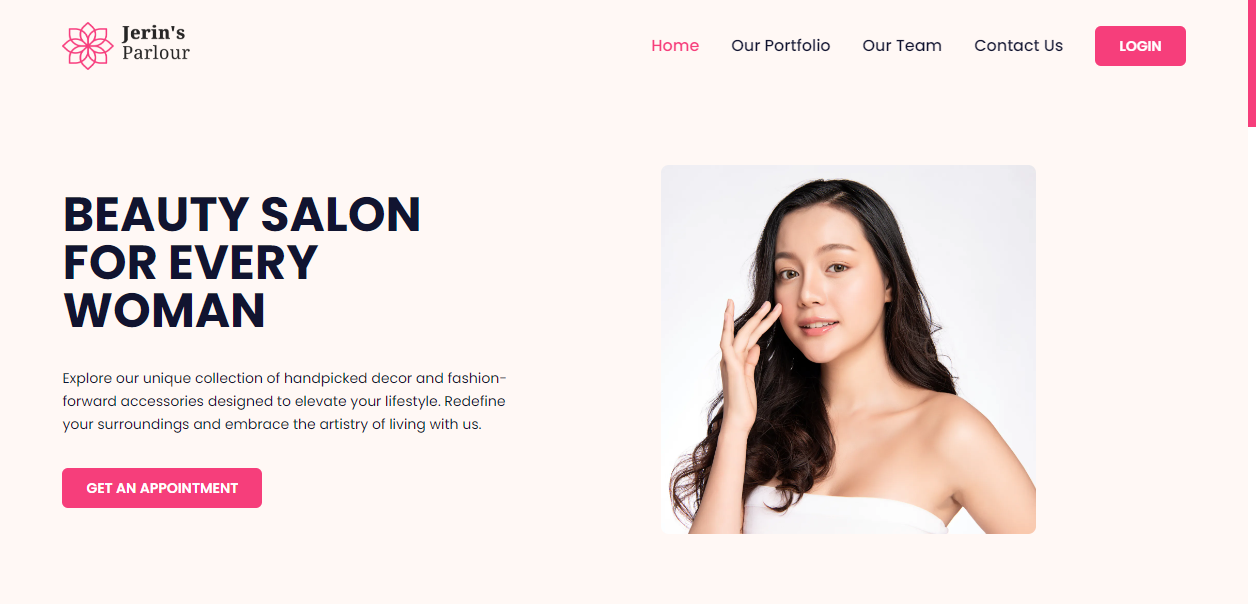 Jerin's
Parlour
Home
Our Portfolio
Our Team
Contact Us
LOGIN
BEAUTY SALON
FOR EVERY
WOMAN
Explore our unique collection of handpicked decor and fashion-
forward accessories designed to elevate your lifestyle. Redefine
your surroundings and embrace the artistry of living with us.
GET AN APPOINTMENT